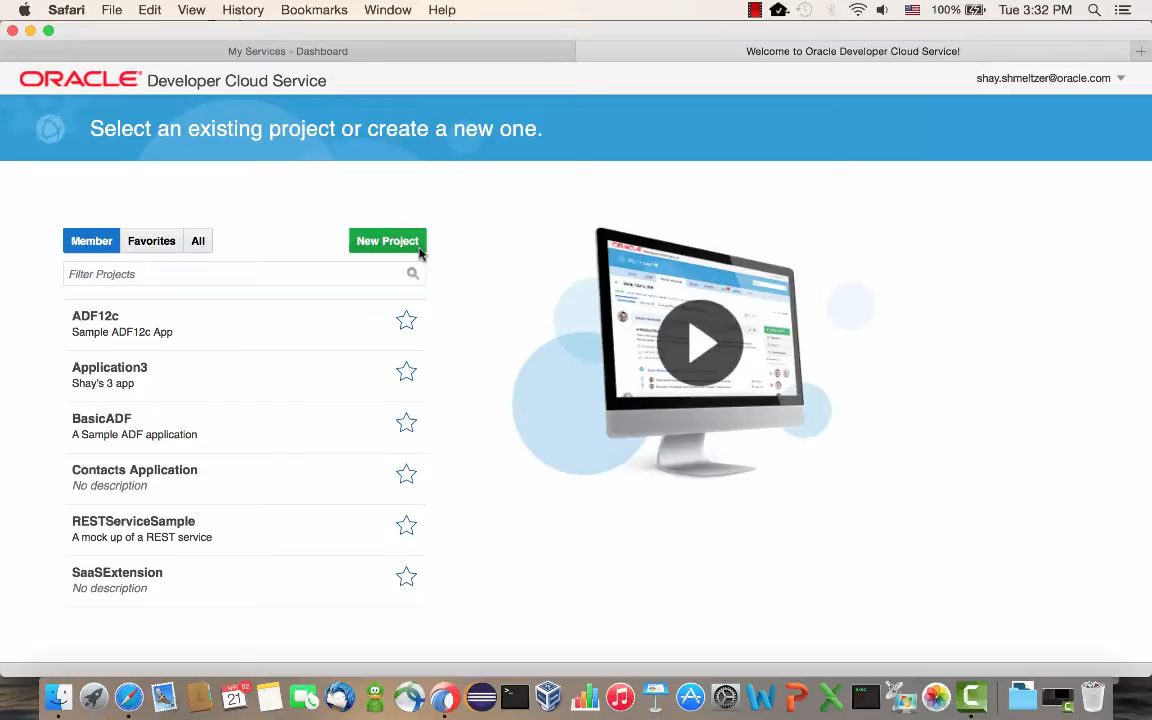 Safari File Edit View History Bookmarks Window Help 100% Tue 3:32 PM
My Services - Dashboard Welcome to Oracle Developer Cloud Service!
ORACLE Developer Cloud Service shay.shmeltzer@oracle.com
Select an existing project or create a new one.
Member Favorites All New Project
Filter Projects
ADF12c
Sample ADF12c App
Application3
Shay's 3 app
BasicADF
A Sample ADF application
Contacts Application
No description
RESTServiceSample
A mock up of a REST service
SaaSExtension
No description
ORACLE
21